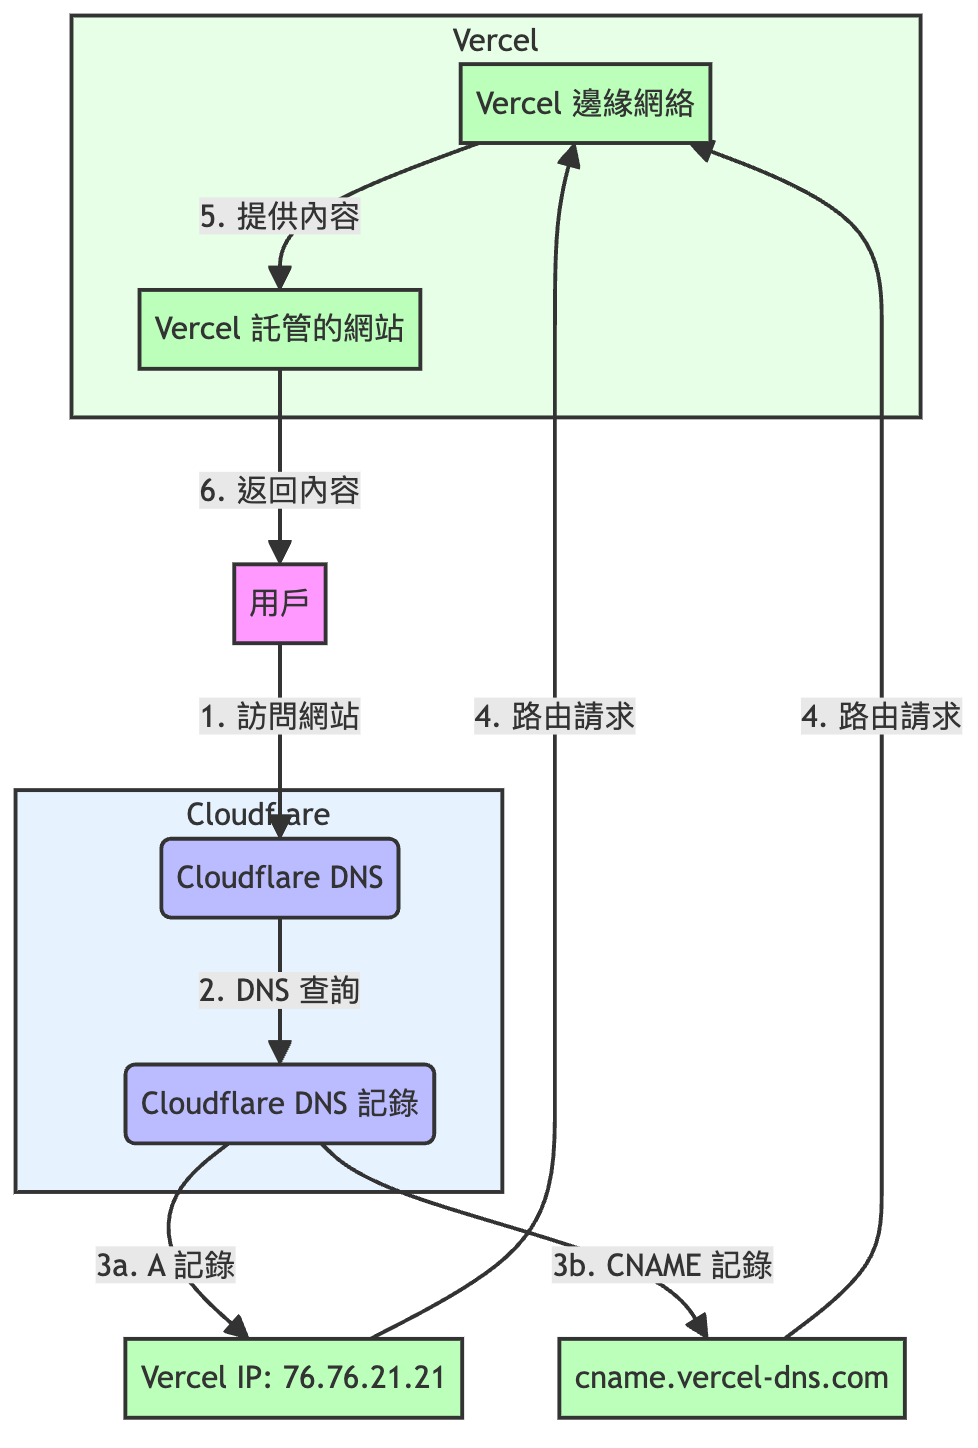 Vercel
Vercel 邊緣網絡
5. 提供內容
Vercel 託管的網站
6. 返回內容
用戶
1. 訪問網站
4. 路由請求
4. 路由請求
Cloudflare
Cloudflare DNS
2. DNS 查詢
Cloudflare DNS 記錄
3a. A 記錄
3b. CNAME 記錄
Vercel IP: 76.76.21.21
cname.vercel-dns.com